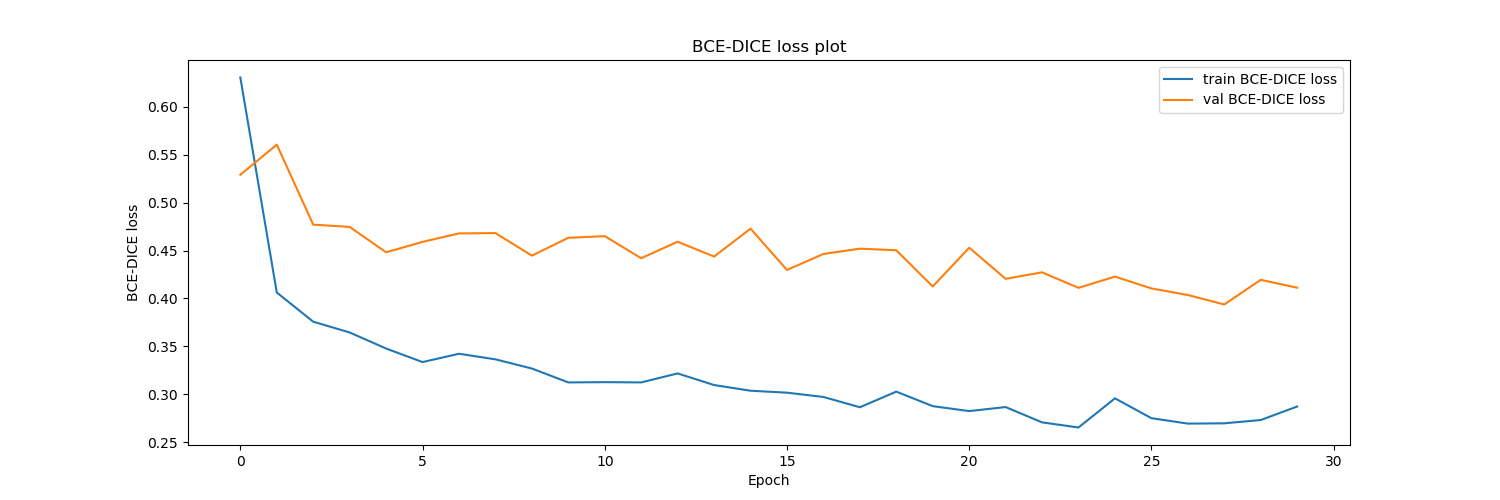 BCE-DICE loss plot
train BCE-DICE loss
val BCE-DICE loss
BCE-DICE loss
0.60
0.55
0.50
0.45
0.40
0.35
0.30
0.25
0 5 10 15 20 25 30
Epoch